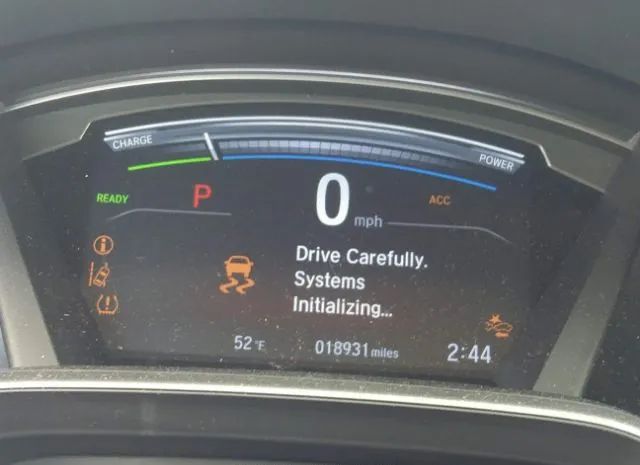 CHARGE
POWER
READY
P
0 mph
ACC
Drive Carefully.
Systems
Initializing...
52 °F
018931 miles
2:44